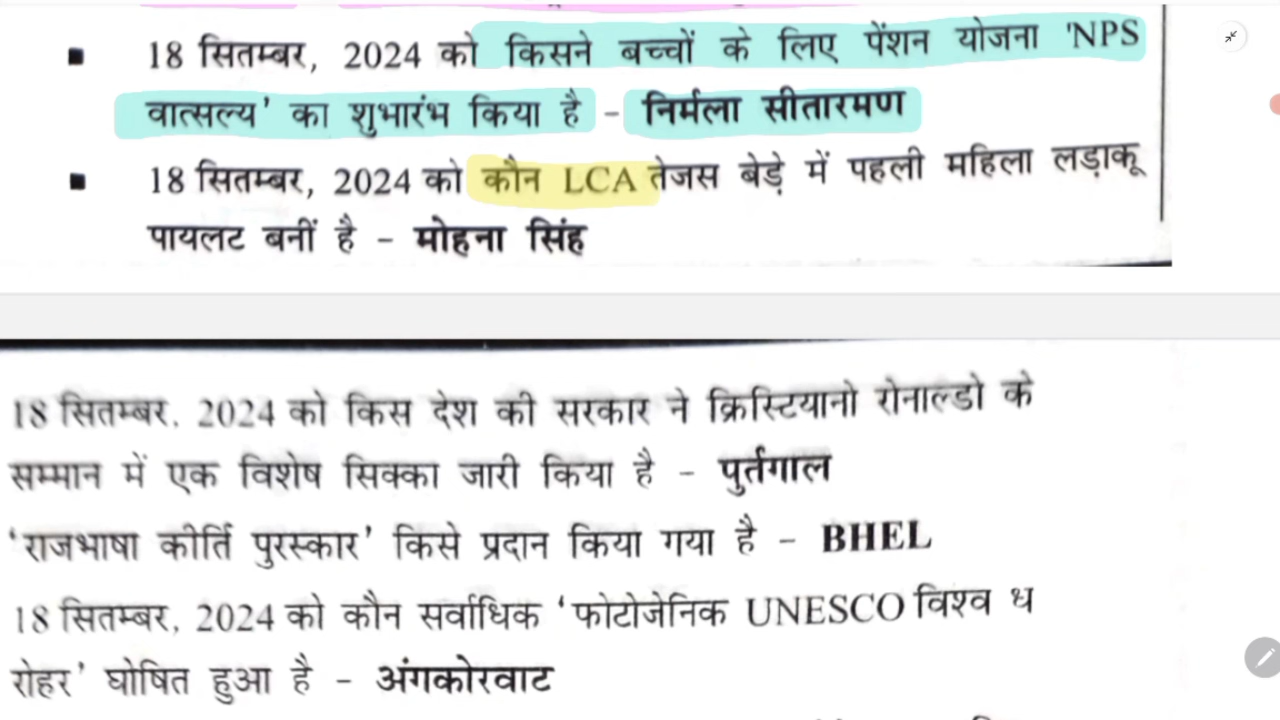 ▪ 18 सितम्बर, 2024 को किसने बच्चों के लिए पेंशन योजना 'NPS
वात्सल्य' का शुभारंभ किया है - निर्मला सीतारमण
▪ 18 सितम्बर, 2024 को कौन LCA तेजस बेड़े में पहली महिला लड़ाकू
पायलट बनीं है - मोहना सिंह
18 सितम्बर, 2024 को किस देश की सरकार ने क्रिस्टियानो रोनाल्डो के
सम्मान में एक विशेष सिक्का जारी किया है - पुर्तगाल
'राजभाषा कीर्ति पुरस्कार' किसे प्रदान किया गया है - BHEL
18 सितम्बर, 2024 को कौन सर्वाधिक 'फोटोजेनिक UNESCO विश्व ध
रोहर' घोषित हुआ है - अंगकोरवाट